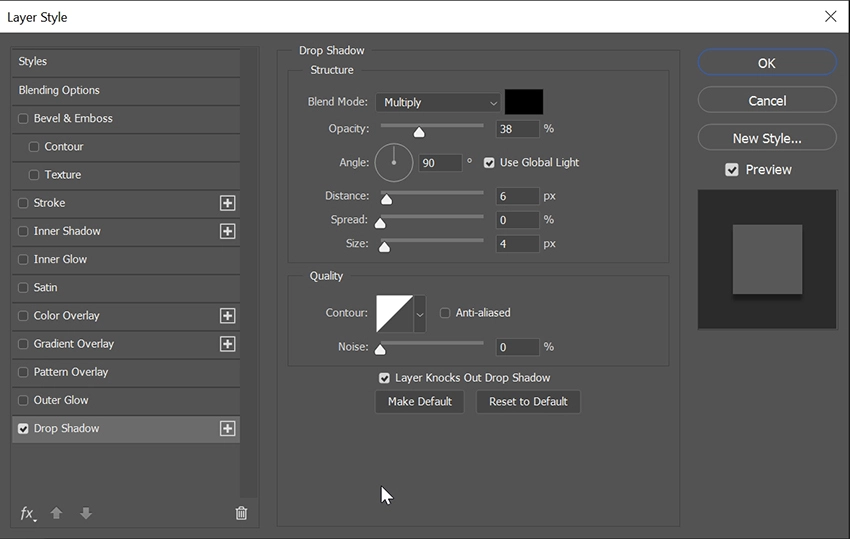 Layer Style
Styles
Blending Options
Bevel & Emboss
Contour
Texture
Stroke
Inner Shadow
Inner Glow
Satin
Color Overlay
Gradient Overlay
Pattern Overlay
Outer Glow
Drop Shadow
fx
Drop Shadow
Structure
Blend Mode: Multiply
Opacity: 38 %
Angle: 90 ° Use Global Light
Distance: 6 px
Spread: 0 %
Size: 4 px
Quality
Contour: Anti-aliased
Noise: 0 %
Layer Knocks Out Drop Shadow
Make Default Reset to Default
OK
Cancel
New Style...
Preview